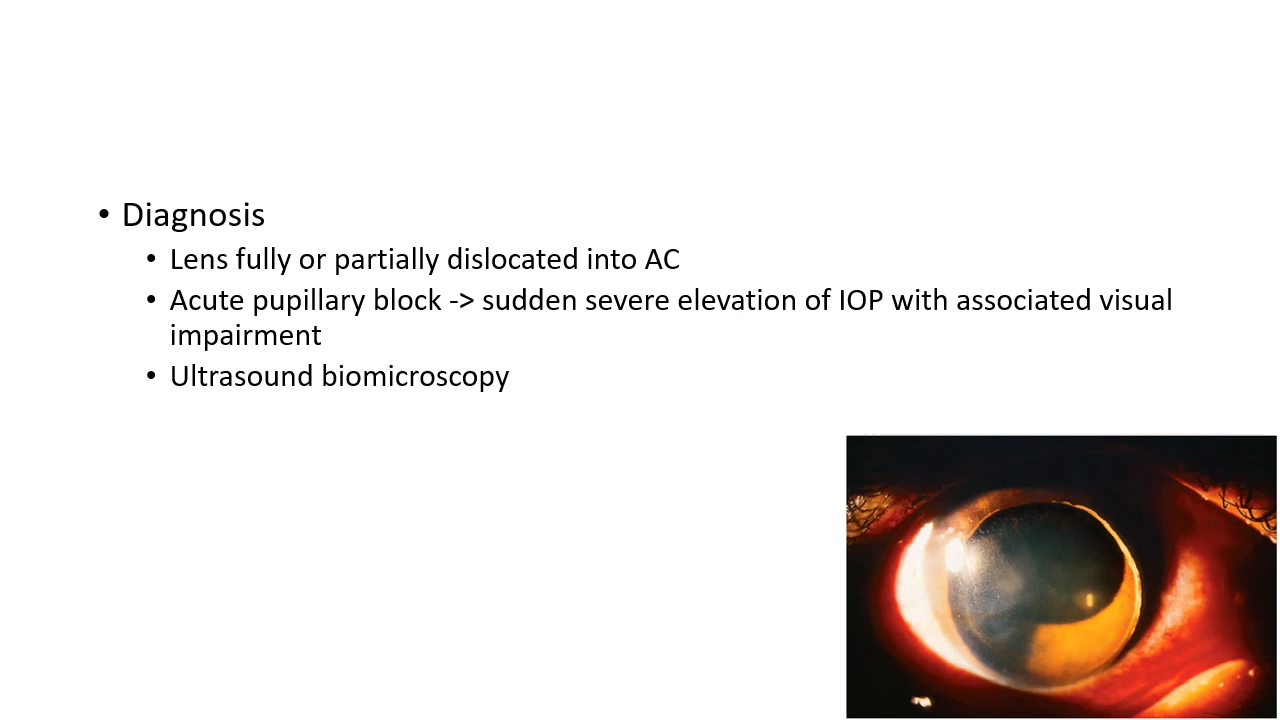 • Diagnosis
• Lens fully or partially dislocated into AC
• Acute pupillary block -> sudden severe elevation of IOP with associated visual
impairment
• Ultrasound biomicroscopy